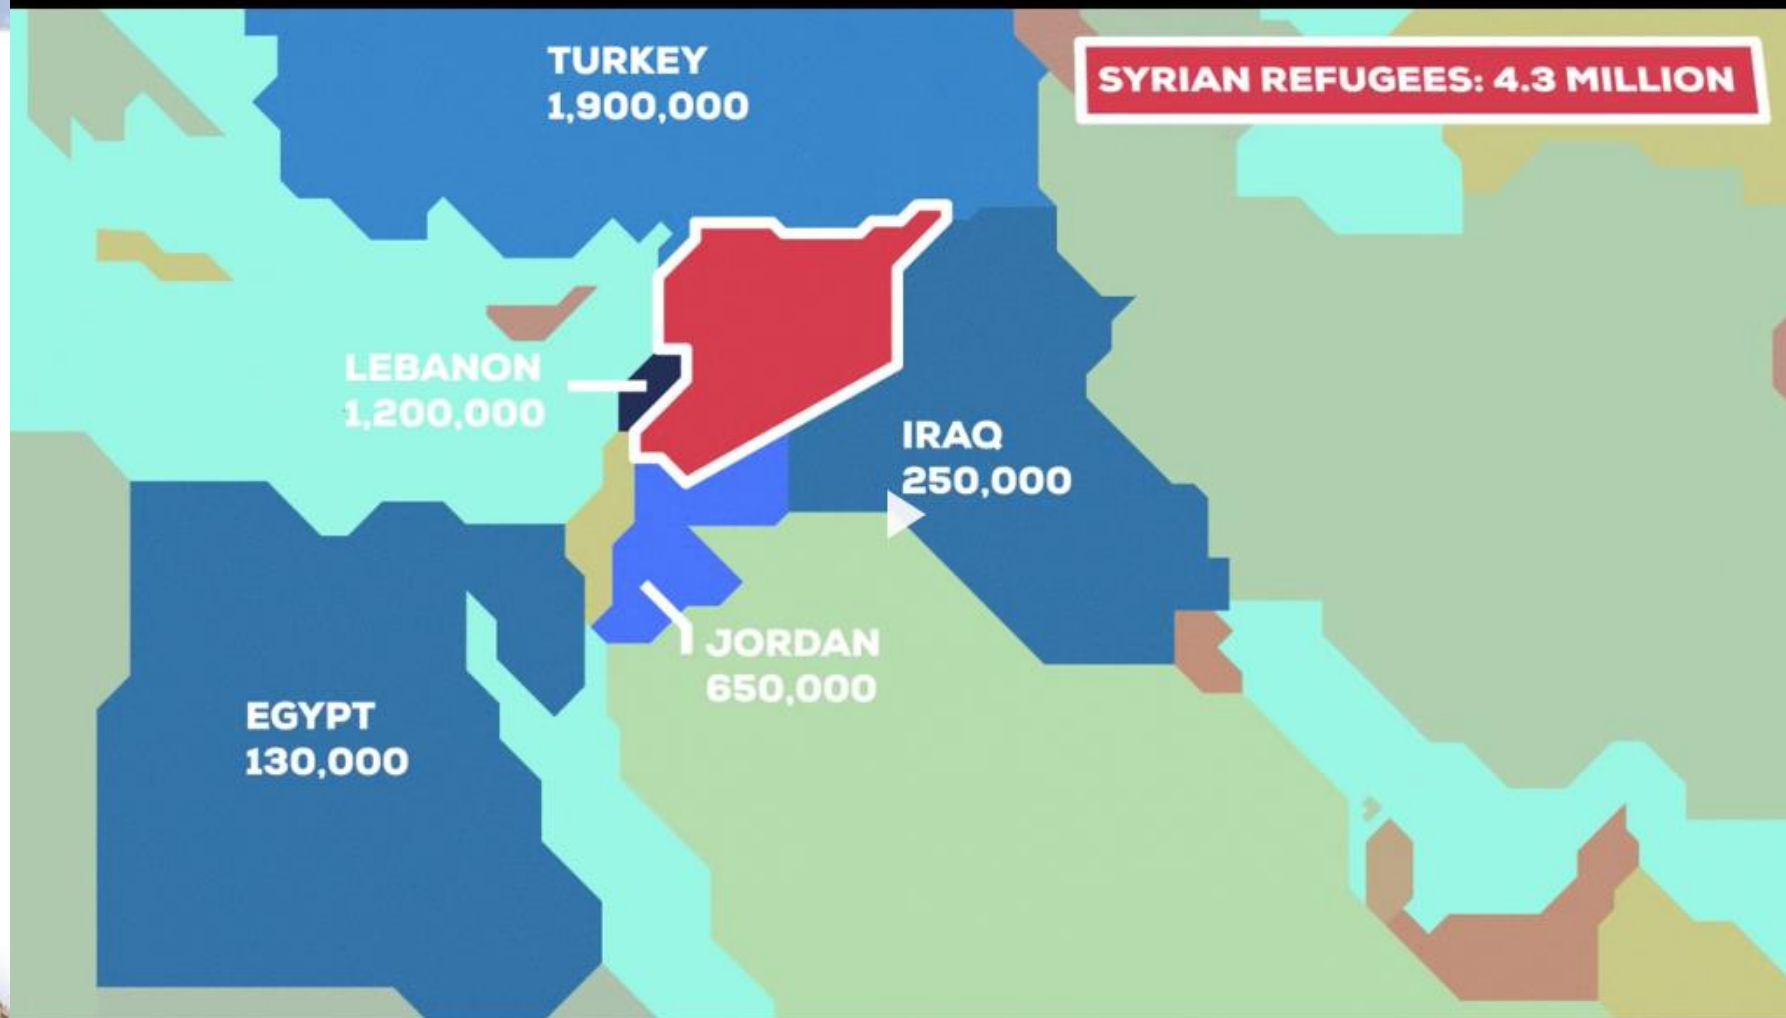 TURKEY
1,900,000
SYRIAN REFUGEES: 4.3 MILLION
LEBANON
1,200,000
IRAQ
250,000
JORDAN
650,000
EGYPT
130,000